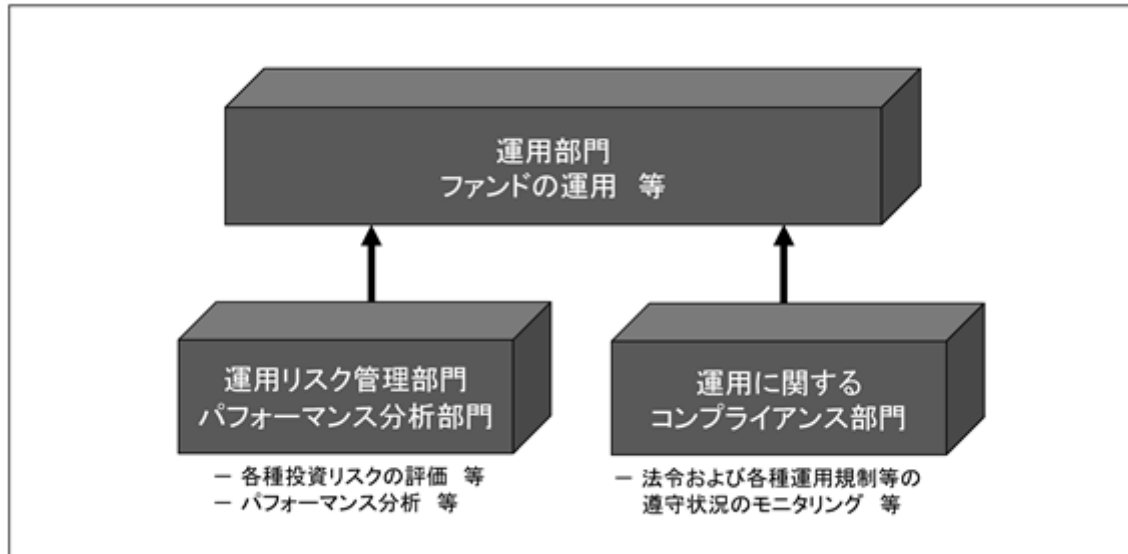 運用部門
ファンドの運用 等
運用リスク管理部門
パフォーマンス分析部門
－ 各種投資リスクの評価 等
－ パフォーマンス分析 等
運用に関する
コンプライアンス部門
－ 法令および各種運用規制等の
遵守状況のモニタリング 等